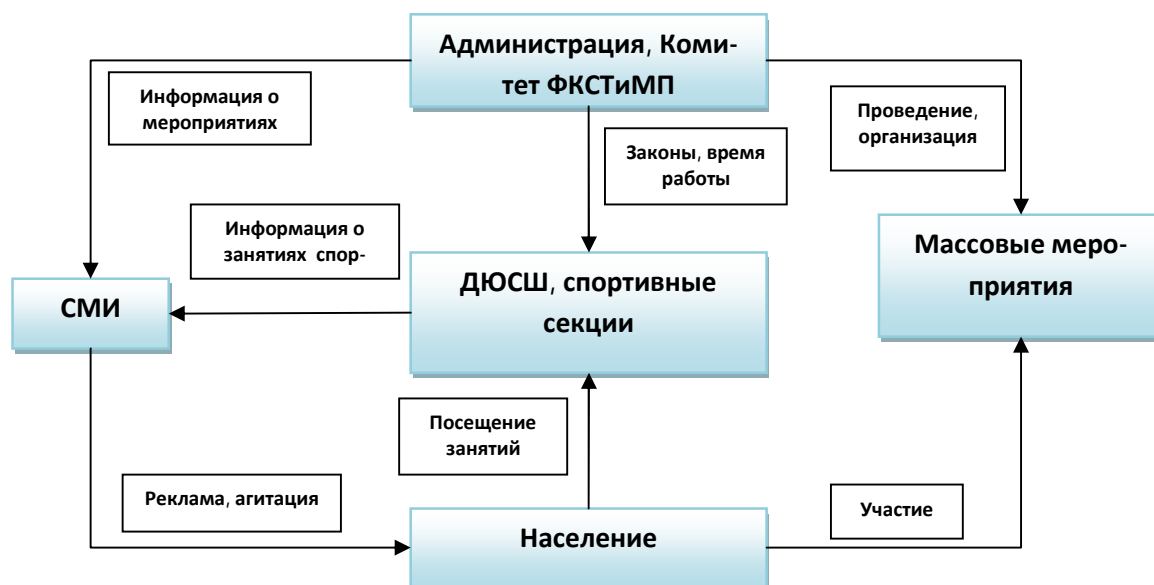 Администрация, Коми-
тет ФКСТиМП
Информация о
мероприятиях
Проведение,
организация
Законы, время
работы
Информация о
занятиях спор-
Массовые меро-
приятия
ДЮСШ, спортивные
секции
СМИ
Посещение
занятий
Реклама, агитация
Участие
Население